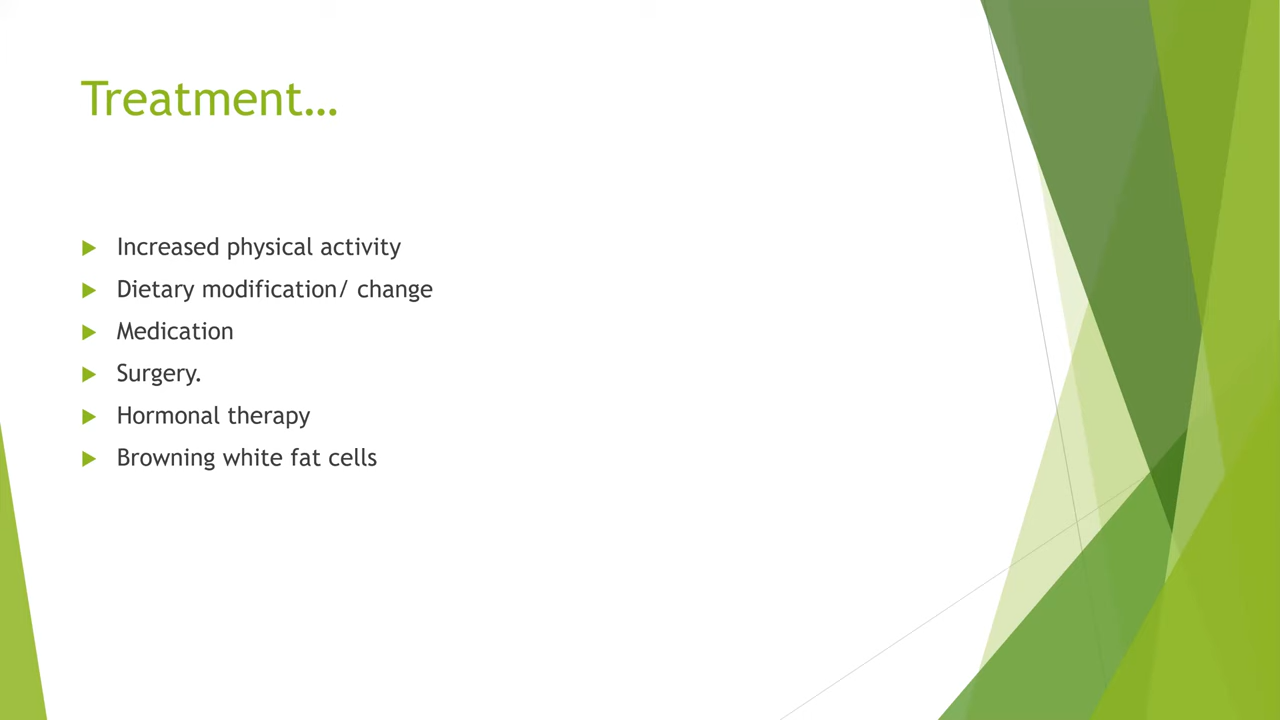 Treatment…
Increased physical activity
Dietary modification/ change
Medication
Surgery.
Hormonal therapy
Browning white fat cells